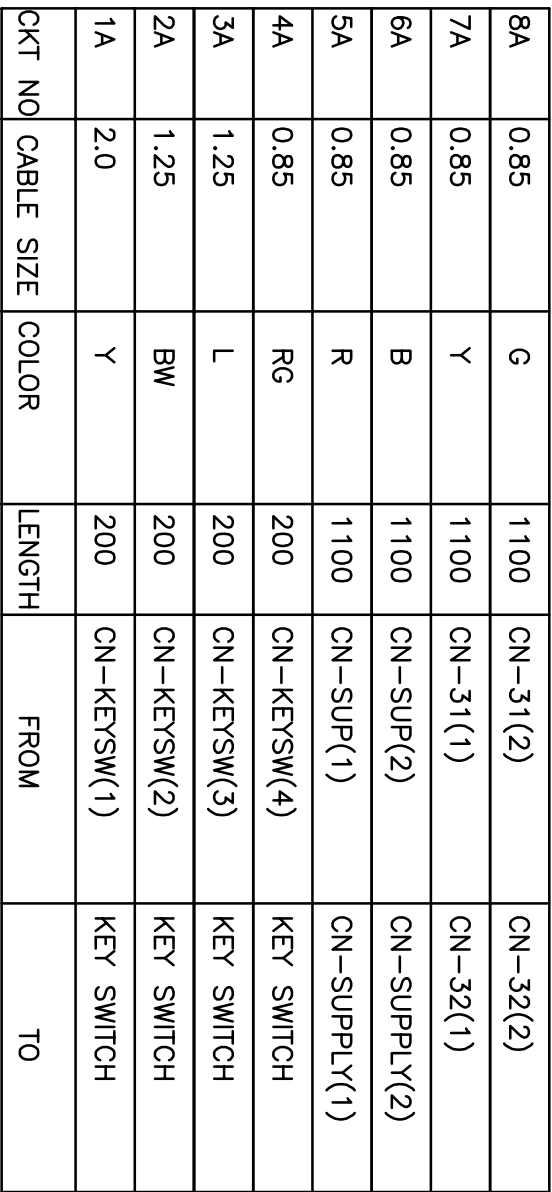 8A 0.85 G 1100 CN-31(2) CN-32(2)
7A 0.85 Y 1100 CN-31(1) CN-32(1)
6A 0.85 B 1100 CN-SUP(2) CN-SUPPLY(2)
5A 0.85 R 1100 CN-SUP(1) CN-SUPPLY(1)
4A 0.85 RG 200 CN-KEYSW(4) KEY SWITCH
3A 1.25 L 200 CN-KEYSW(3) KEY SWITCH
2A 1.25 BW 200 CN-KEYSW(2) KEY SWITCH
1A 2.0 Y 200 CN-KEYSW(1) KEY SWITCH
CKT NO CABLE SIZE COLOR LENGTH FROM TO